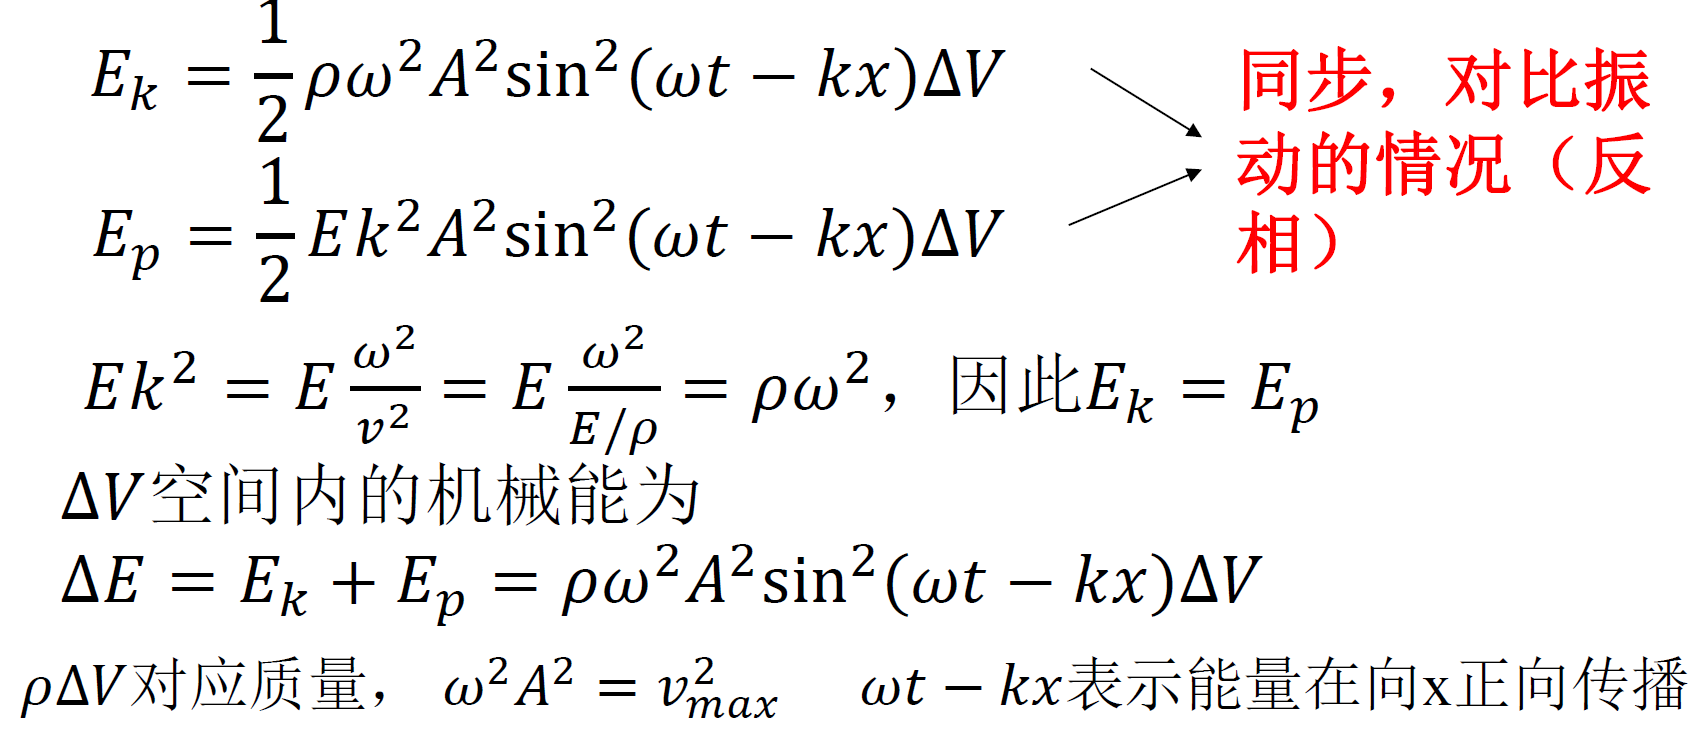 E_k = 1/2 ρω²A²sin²(ωt − kx)ΔV
E_p = 1/2 Ek²A²sin²(ωt − kx)ΔV
同步，对比振
动的情况（反
相）
Ek² = E ω²/v² = E ω²/(E/ρ) = ρω²，因此E_k = E_p
ΔV空间内的机械能为
ΔE = E_k + E_p = ρω²A²sin²(ωt − kx)ΔV
ρΔV对应质量，ω²A² = v²_max ωt − kx表示能量在向x正向传播